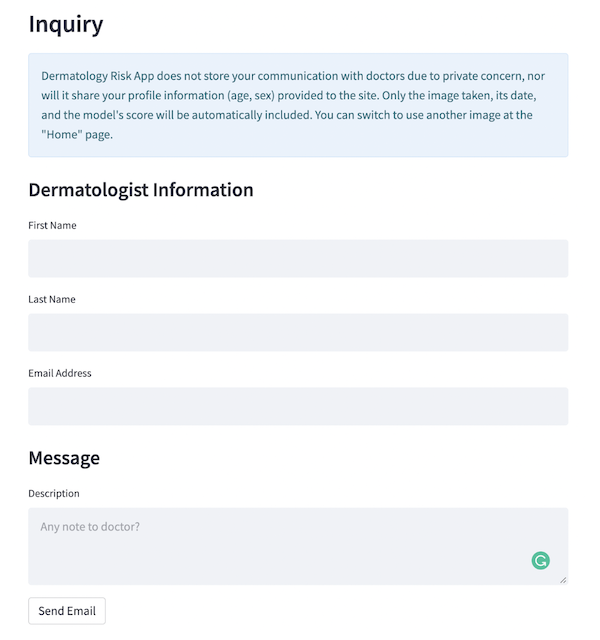 Inquiry
Dermatology Risk App does not store your communication with doctors due to private concern, nor
will it share your profile information (age, sex) provided to the site. Only the image taken, its date,
and the model's score will be automatically included. You can switch to use another image at the
"Home" page.
Dermatologist Information
First Name
Last Name
Email Address
Message
Description
Any note to doctor?
Send Email